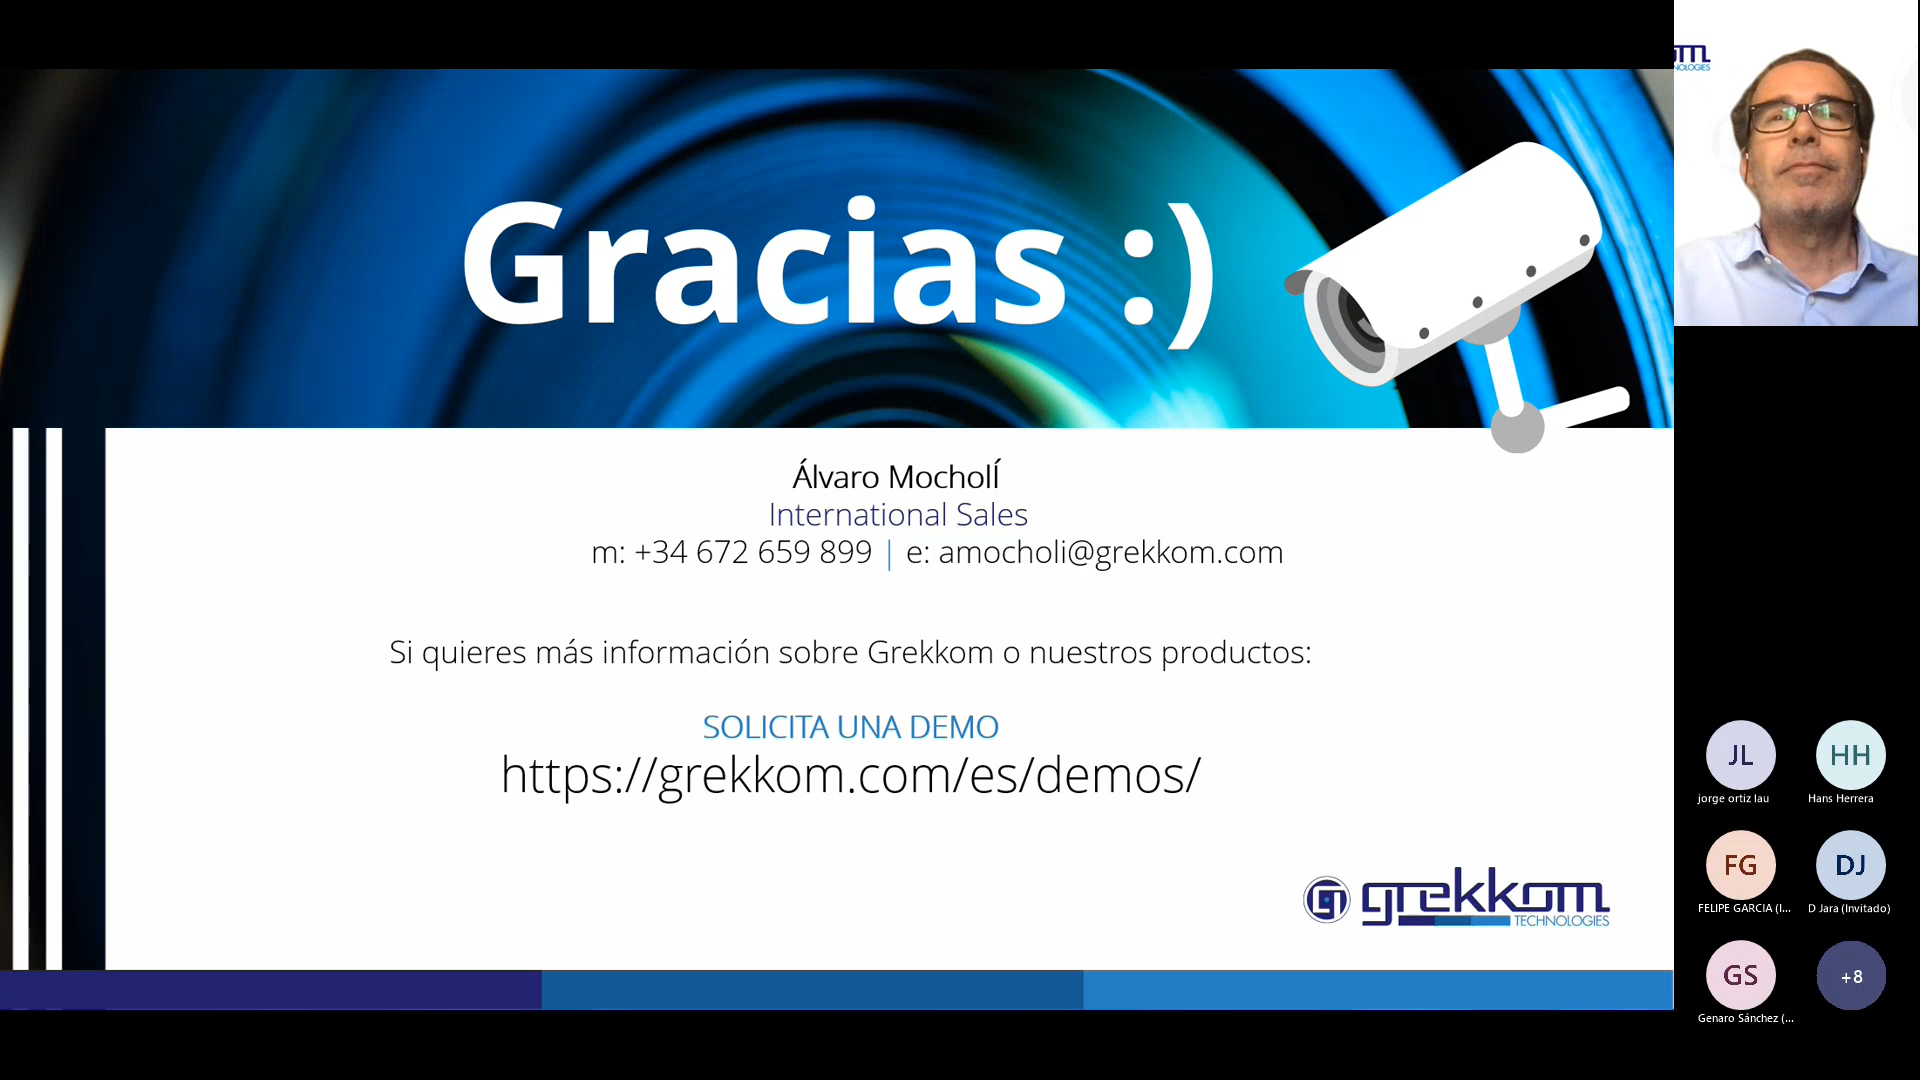 Gracias :)
Álvaro MocholÍ
International Sales
m: +34 672 659 899 | e: amocholi@grekkom.com
Si quieres más información sobre Grekkom o nuestros productos:
SOLICITA UNA DEMO
https://grekkom.com/es/demos/
grekkom
TECHNOLOGIES
JL
jorge ortiz lau
HH
Hans Herrera
FG
FELIPE GARCIA (I...
DJ
D Jara (Invitado)
GS
Genaro Sánchez (...
+8